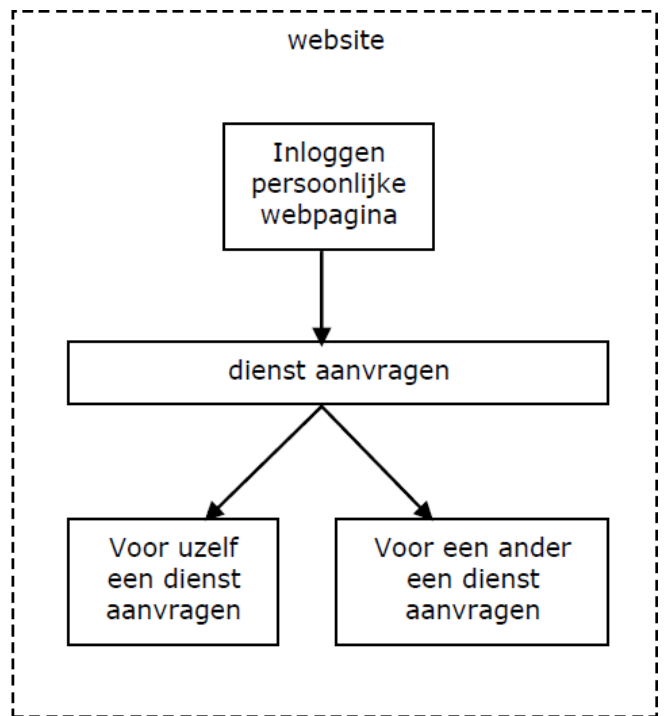 website
Inloggen
persoonlijke
webpagina
dienst aanvragen
Voor uzelf
een dienst
aanvragen
Voor een ander
een dienst
aanvragen